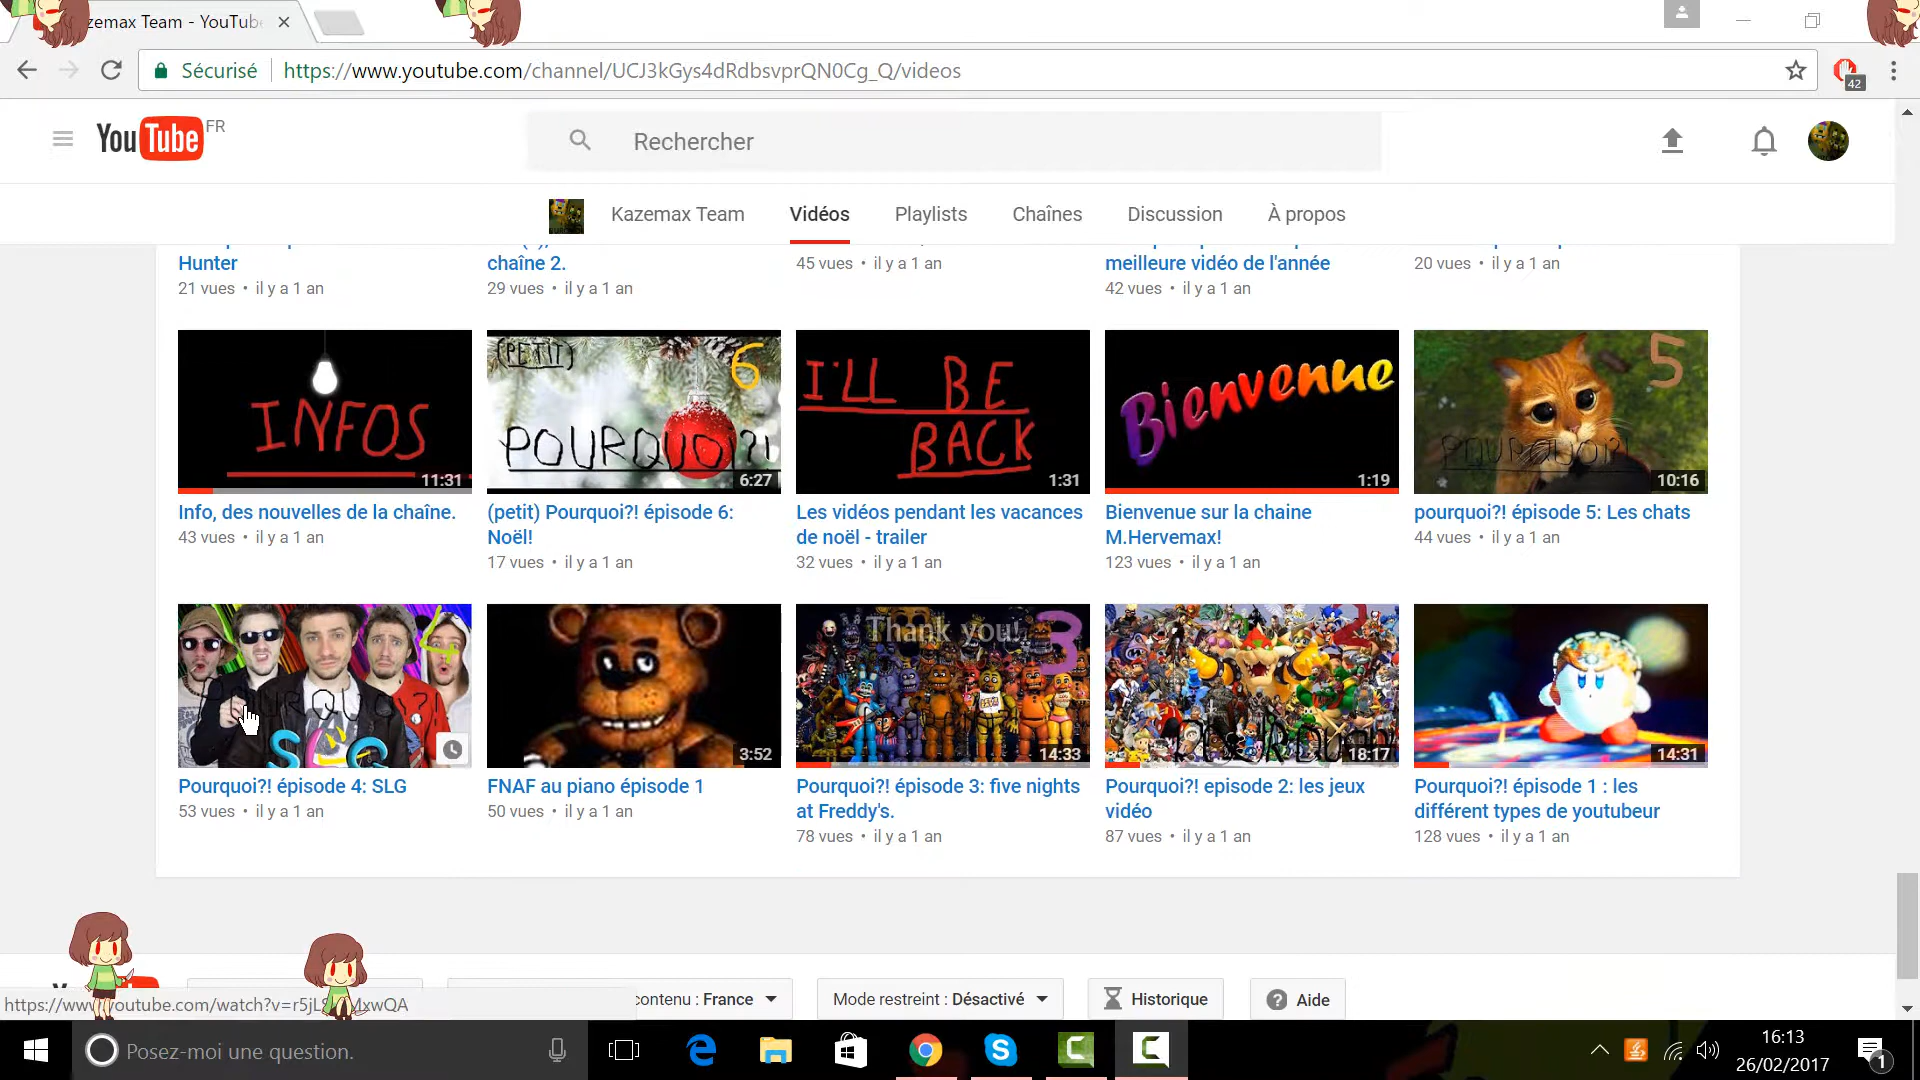 zemax Team - YouTub
Sécurisé
https://www.youtube.com/channel/UCJ3kGys4dRdbsvprQN0Cg_Q/videos
42
YouTube FR
Rechercher
Kazemax Team
Vidéos
Playlists
Chaînes
Discussion
À propos
Hunter
21 vues • il y a 1 an
chaîne 2.
29 vues • il y a 1 an
45 vues • il y a 1 an
meilleure vidéo de l'année
42 vues • il y a 1 an
20 vues • il y a 1 an
INFOS
11:31
(PETIT)
6
POURQUOI?!
6:27
I'LL BE
BACK
1:31
Bienvenue
1:19
5
POURQUOI?!
10:16
Info, des nouvelles de la chaîne.
43 vues • il y a 1 an
(petit) Pourquoi?! épisode 6:
Noël!
17 vues • il y a 1 an
Les vidéos pendant les vacances
de noël - trailer
32 vues • il y a 1 an
Bienvenue sur la chaine
M.Hervemax!
123 vues • il y a 1 an
pourquoi?! épisode 5: Les chats
44 vues • il y a 1 an
4
SLG
3:52
Thank you!
3
14:33
18:17
14:31
Pourquoi?! épisode 4: SLG
53 vues • il y a 1 an
FNAF au piano épisode 1
50 vues • il y a 1 an
Pourquoi?! épisode 3: five nights
at Freddy's.
78 vues • il y a 1 an
Pourquoi?! episode 2: les jeux
vidéo
87 vues • il y a 1 an
Pourquoi?! épisode 1 : les
différent types de youtubeur
128 vues • il y a 1 an
contenu : France
Mode restreint : Désactivé
Historique
Aide
Posez-moi une question.
16:13
26/02/2017
1